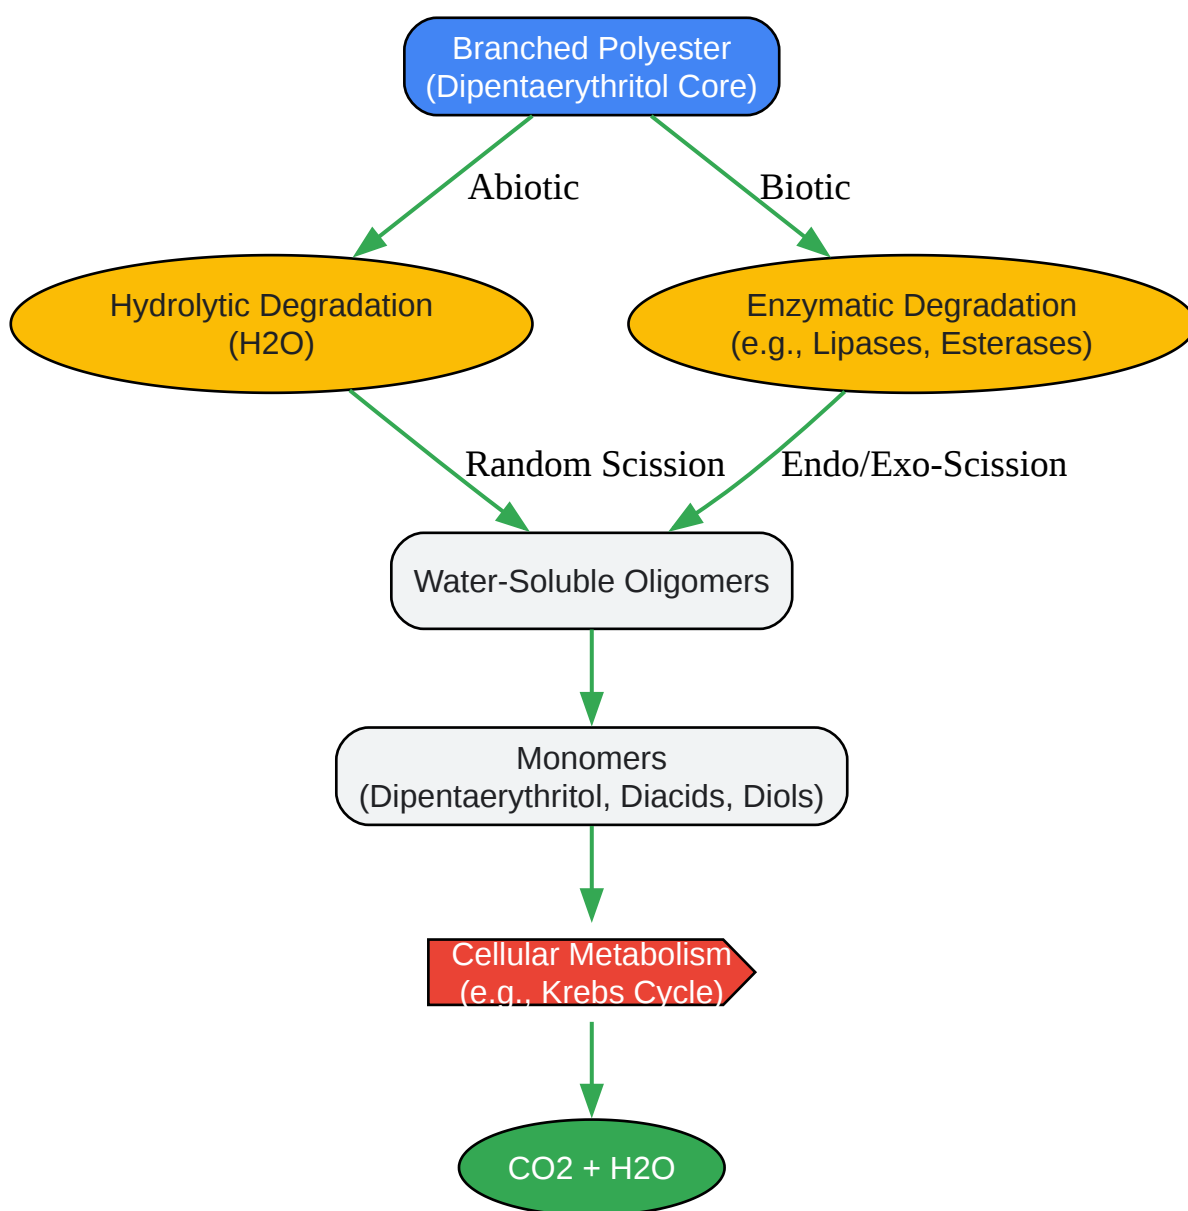 Branched Polyester
(Dipentaerythritol Core)
Abiotic
Biotic
Hydrolytic Degradation
(H2O)
Enzymatic Degradation
(e.g., Lipases, Esterases)
Random Scission
Endo/Exo-Scission
Water-Soluble Oligomers
Monomers
(Dipentaerythritol, Diacids, Diols)
Cellular Metabolism
(e.g., Krebs Cycle)
CO2 + H2O